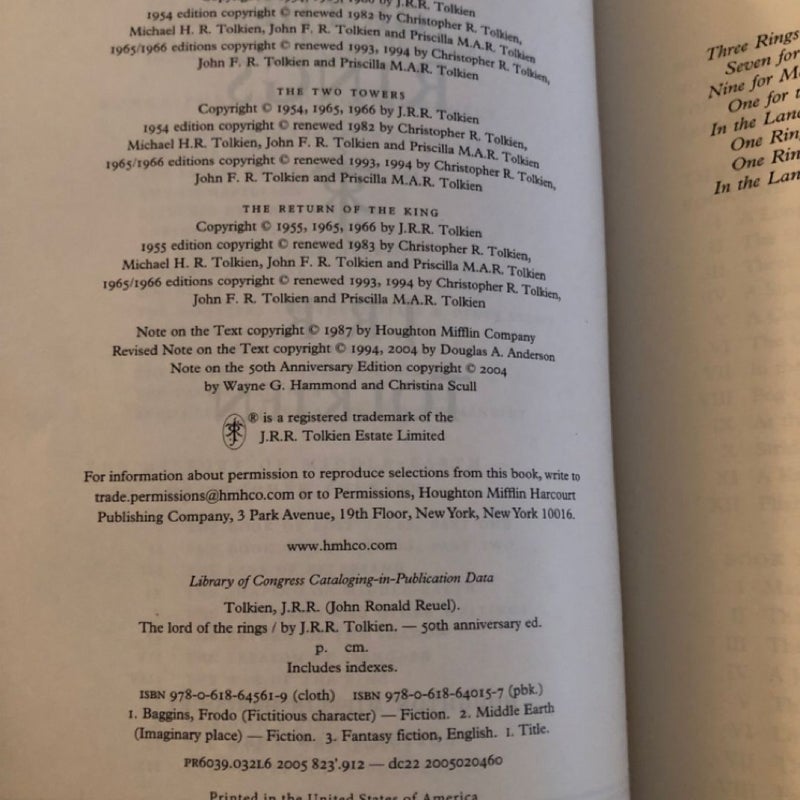 J.R.R. Tolkien
1954 edition copyright © renewed 1982 by Christopher R. Tolkien,
Michael H. R. Tolkien, John F. R. Tolkien and Priscilla M.A.R. Tolkien
1965/1966 editions copyright © renewed 1993, 1994 by Christopher R. Tolkien,
John F. R. Tolkien and Priscilla M.A.R. Tolkien
THE TWO TOWERS
Copyright © 1954, 1965, 1966 by J.R.R. Tolkien
1954 edition copyright © renewed 1982 by Christopher R. Tolkien,
Michael H.R. Tolkien, John F. R. Tolkien and Priscilla M.A.R. Tolkien
1965/1966 editions copyright © renewed 1993, 1994 by Christopher R. Tolkien,
John F. R. Tolkien and Priscilla M.A.R. Tolkien
THE RETURN OF THE KING
Copyright © 1955, 1965, 1966 by J.R.R. Tolkien
1955 edition copyright © renewed 1983 by Christopher R. Tolkien,
Michael H. R. Tolkien, John F. R. Tolkien and Priscilla M.A.R. Tolkien
1965/1966 editions copyright © renewed 1993, 1994 by Christopher R. Tolkien,
John F. R. Tolkien and Priscilla M.A.R. Tolkien
Note on the Text copyright © 1987 by Houghton Mifflin Company
Revised Note on the Text copyright © 1994, 2004 by Douglas A. Anderson
Note on the 50th Anniversary Edition copyright © 2004
by Wayne G. Hammond and Christina Scull
® is a registered trademark of the
J.R.R. Tolkien Estate Limited
For information about permission to reproduce selections from this book, write to
trade.permissions@hmhco.com or to Permissions, Houghton Mifflin Harcourt
Publishing Company, 3 Park Avenue, 19th Floor, New York, New York 10016.
www.hmhco.com
Library of Congress Cataloging-in-Publication Data
Tolkien, J.R.R. (John Ronald Reuel).
The lord of the rings / by J.R.R. Tolkien. — 50th anniversary ed.
p. cm.
Includes indexes.
ISBN 978-0-618-64561-9 (cloth) ISBN 978-0-618-64015-7 (pbk.)
1. Baggins, Frodo (Fictitious character) — Fiction. 2. Middle Earth
(Imaginary place) — Fiction. 3. Fantasy fiction, English. I. Title.
PR6039.032L6 2005 823'.912 — dc22 2005020460
Printed in the United States of America
Three Rings
Seven for
Nine for
One for
In the
One
One
In the